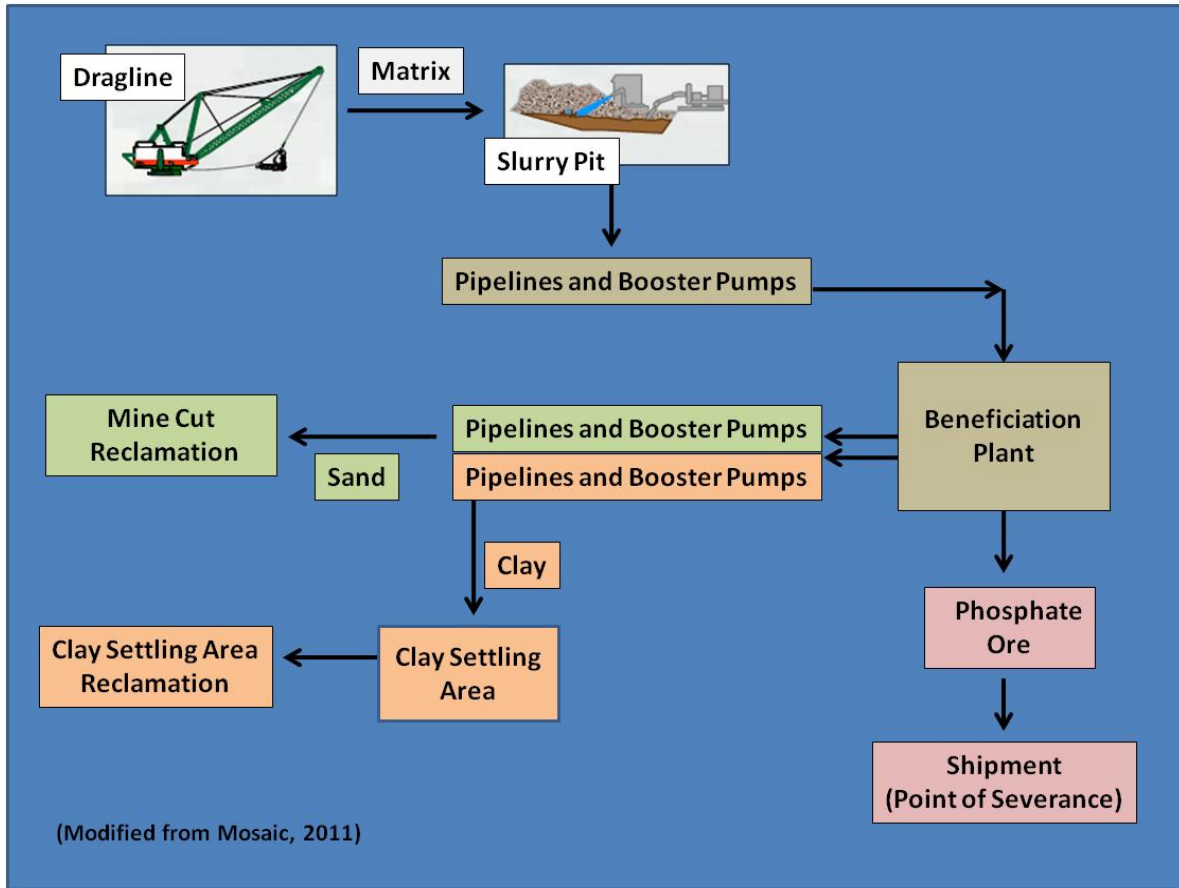 Dragline
Matrix
Slurry Pit
Pipelines and Booster Pumps
Beneficiation
Plant
Pipelines and Booster Pumps
Pipelines and Booster Pumps
Mine Cut
Reclamation
Sand
Clay
Clay Settling
Area
Clay Settling Area
Reclamation
Phosphate
Ore
Shipment
(Point of Severance)
(Modified from Mosaic, 2011)